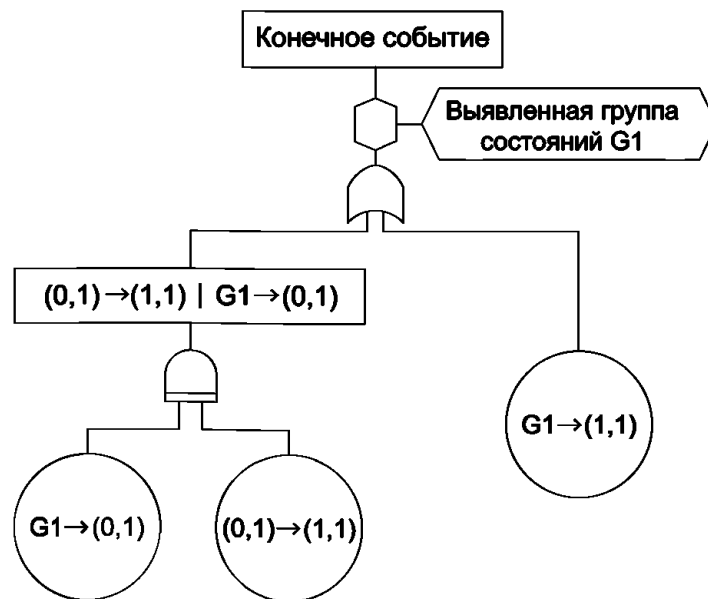 Конечное событие
Выявленная группа
состояний G1
(0,1)→(1,1) | G1→(0,1)
G1→(1,1)
G1→(0,1)
(0,1)→(1,1)